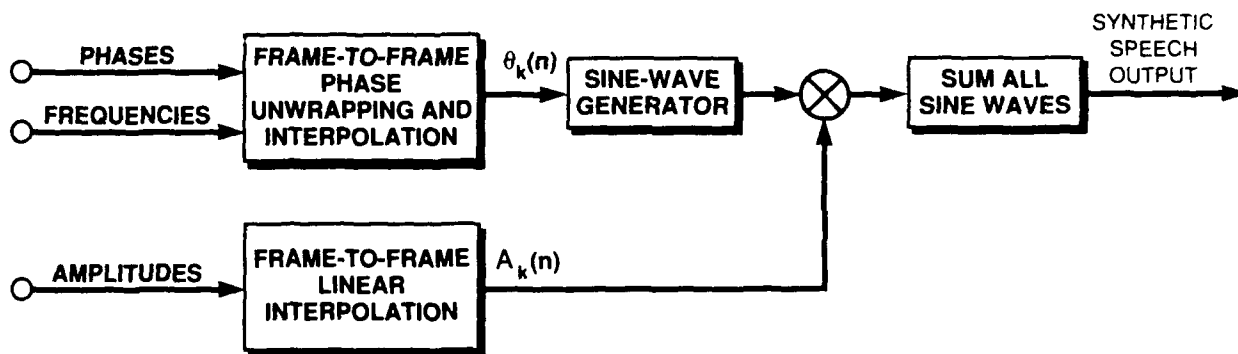 PHASES
FREQUENCIES
FRAME-TO-FRAME
PHASE
UNWRAPPING AND
INTERPOLATION
θk(n)
SINE-WAVE
GENERATOR
SUM ALL
SINE WAVES
SYNTHETIC
SPEECH
OUTPUT
AMPLITUDES
FRAME-TO-FRAME
LINEAR
INTERPOLATION
Ak(n)